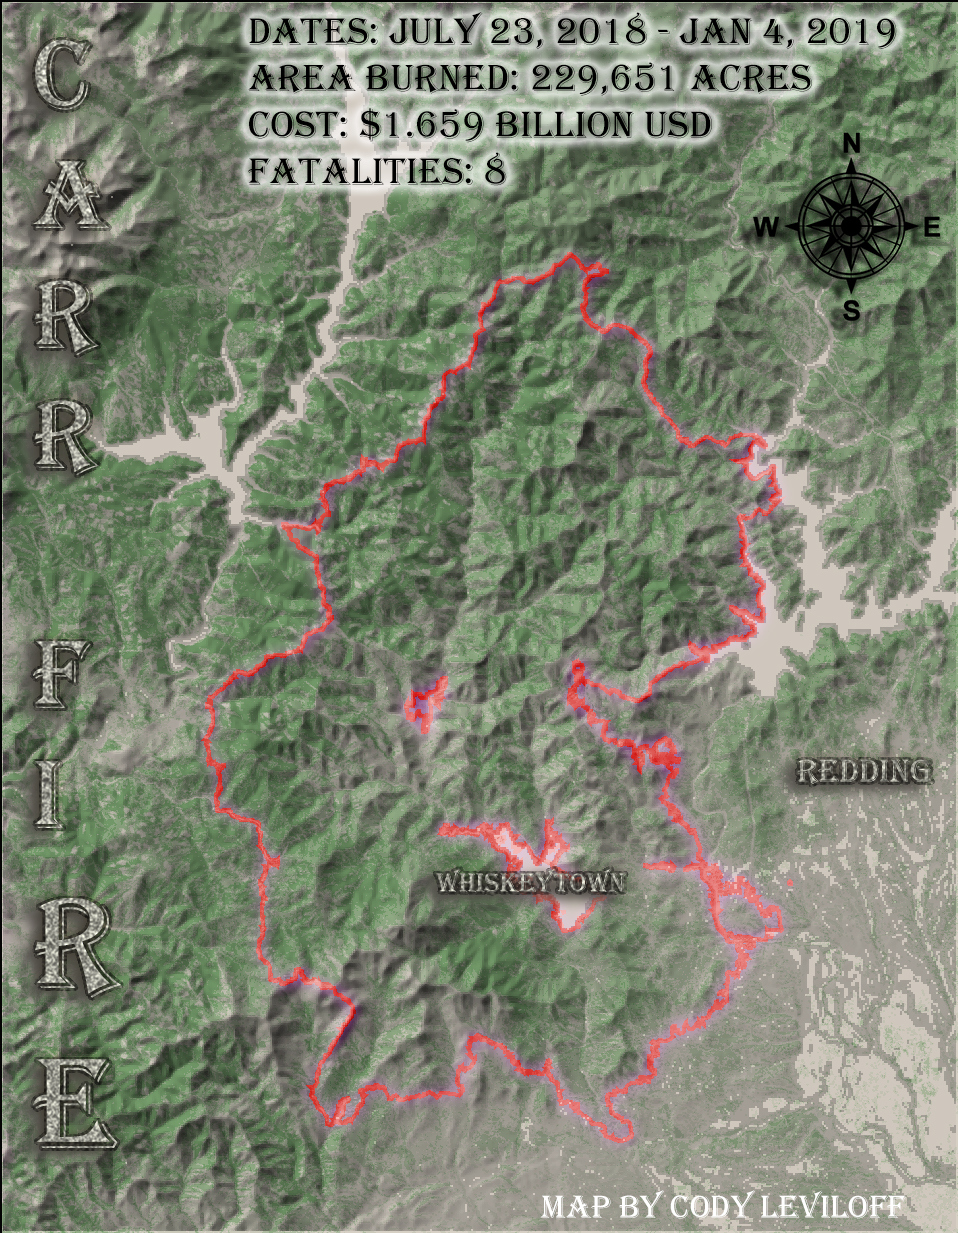 DATES: JULY 23, 2018 - JAN 4, 2019
AREA BURNED: 229,651 ACRES
COST: $1.659 BILLION USD
FATALITIES: 8
CARR FIRE
N
W E
S
REDDING
WHISKEYTOWN
MAP BY CODY LEVILOFF